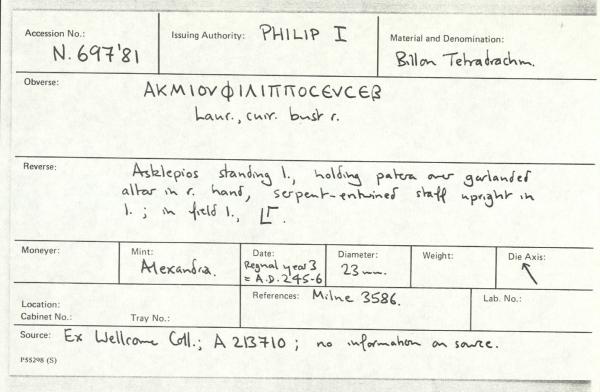 Accession No.: Issuing Authority: PHILIP I Material and Denomination:
N. 697'81 Billon Tetradrachm.
Obverse:
ΑΚΜΙΟVΦΙΛΙΠΠΟCЄVCЄΒ
Laur., cuir. bust r.
Reverse: Asklepios standing l., holding patera over garlanded
altar in r. hand, serpent-entwined staff upright in
l.; in field l., LΓ.
Moneyer: Mint: Date: Diameter: Weight: Die Axis:
Alexandria. Regnal year 3 23mm.
= A.D. 245-6
Location: References: Milne 3586. Lab. No.:
Cabinet No.: Tray No.:
Source: Ex Wellcome Coll.; A 213710; no information on source.
P55298 (S)